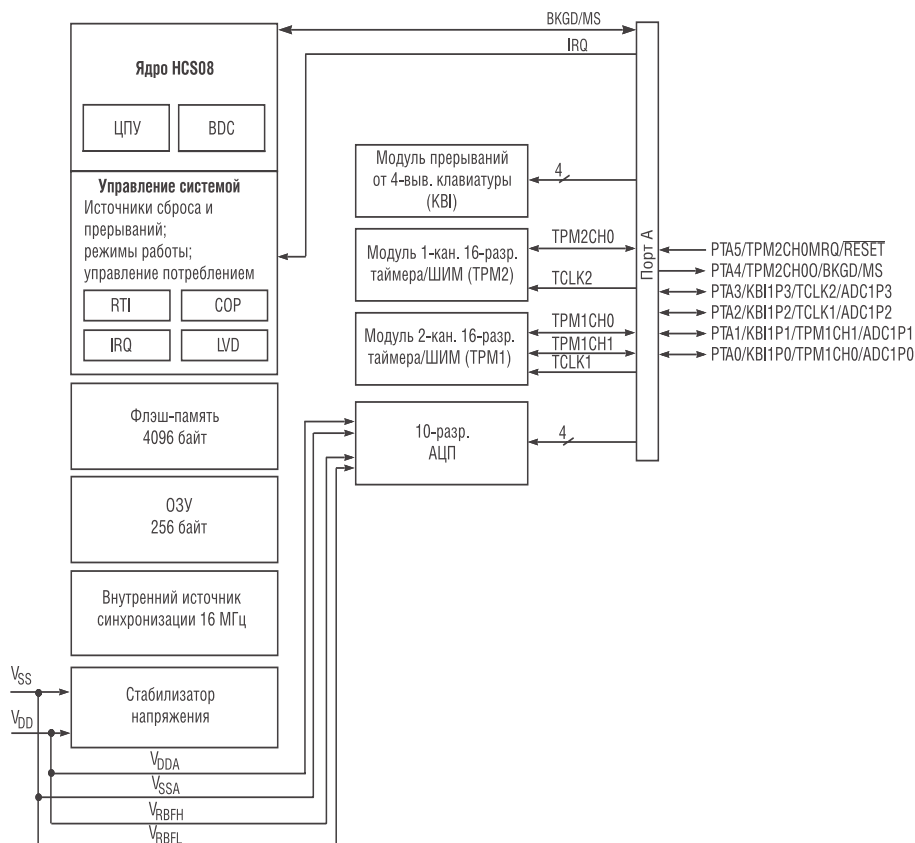 BKGD/MS
IRQ
Ядро HCS08
ЦПУ
BDC
Управление системой
Источники сброса и
прерываний;
режимы работы;
управление потреблением
RTI
COP
IRQ
LVD
Флэш-память
4096 байт
ОЗУ
256 байт
Внутренний источник
синхронизации 16 МГц
Стабилизатор
напряжения
VSS
VDD
VDDA
VSSA
VRBFH
VRBFL
Модуль прерываний
от 4-выв. клавиатуры
(KBI)
4
Модуль 1-кан. 16-разр.
таймера/ШИМ (TPM2)
TPM2CH0
TCLK2
Модуль 2-кан. 16-разр.
таймера/ШИМ (TPM1)
TPM1CH0
TPM1CH1
TCLK1
10-разр.
АЦП
4
Порт А
PTA5/TPM2CH0MRQ/RESET
PTA4/TPM2CH0O/BKGD/MS
PTA3/KBI1P3/TCLK2/ADC1P3
PTA2/KBI1P2/TCLK1/ADC1P2
PTA1/KBI1P1/TPM1CH1/ADC1P1
PTA0/KBI1P0/TPM1CH0/ADC1P0